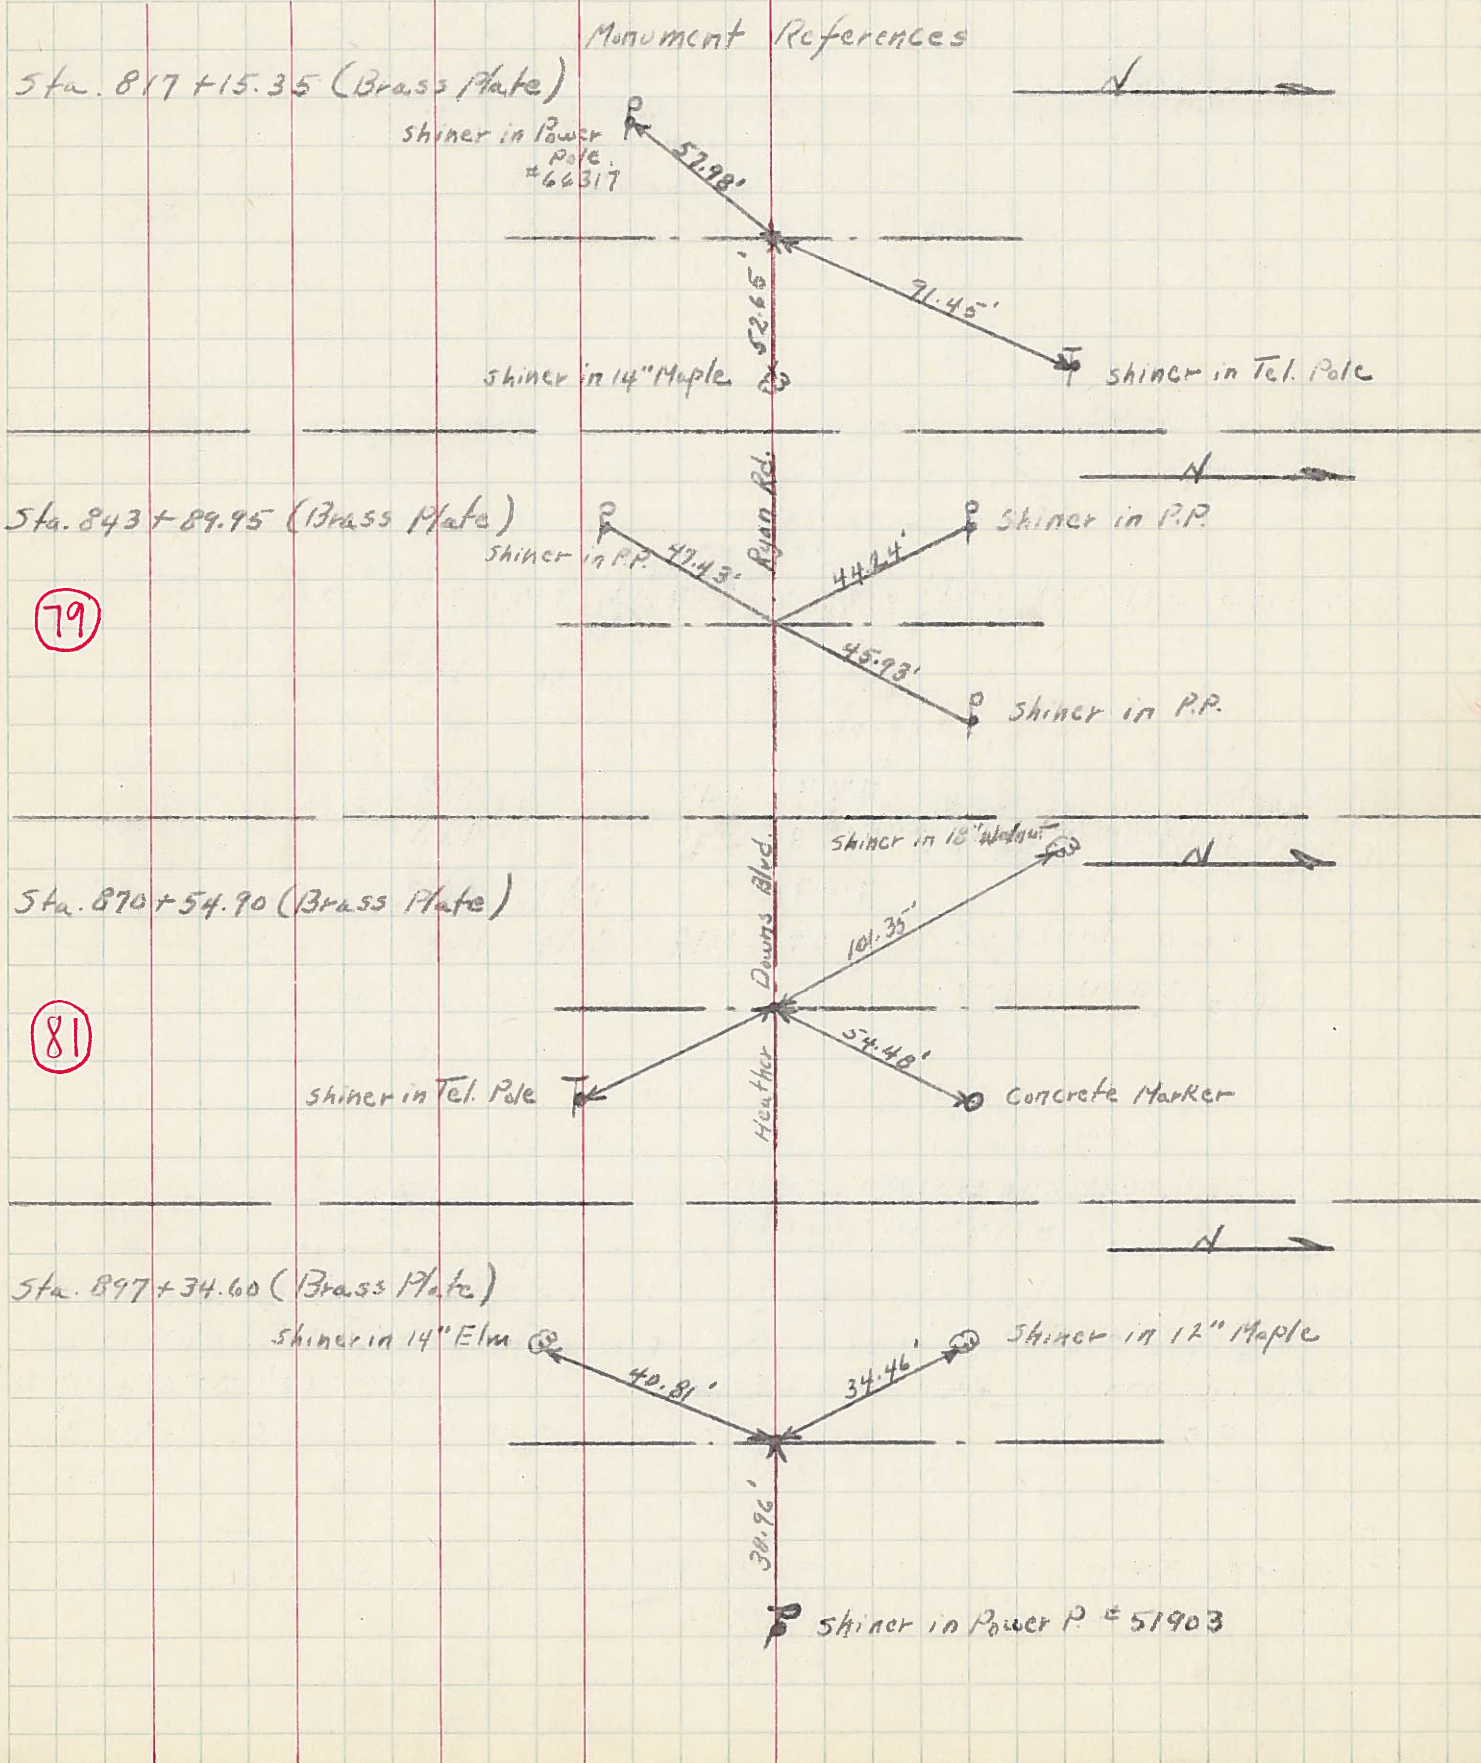 Monument References
Sta. 817+15.35 (Brass Plate)
N
shiner in Power
Pole
#66317
57.98'
52.65'
71.45'
shiner in 14" Maple
shiner in Tel. Pole
Ryan Rd.
N
Sta. 843+89.95 (Brass Plate)
shiner in P.P.
47.43'
44.24'
Shiner in P.P.
79
45.93'
Shiner in P.P.
shiner in 18" Walnut
N
Heather Downs Blvd.
Sta. 870+54.90 (Brass Plate)
101.35'
81
54.48'
shiner in Tel. Pole
T
Concrete Marker
N
Sta. 897+34.60 (Brass Plate)
shiner in 14" Elm
Shiner in 12" Maple
40.81'
34.46'
38.96'
shiner in Power P. #51903